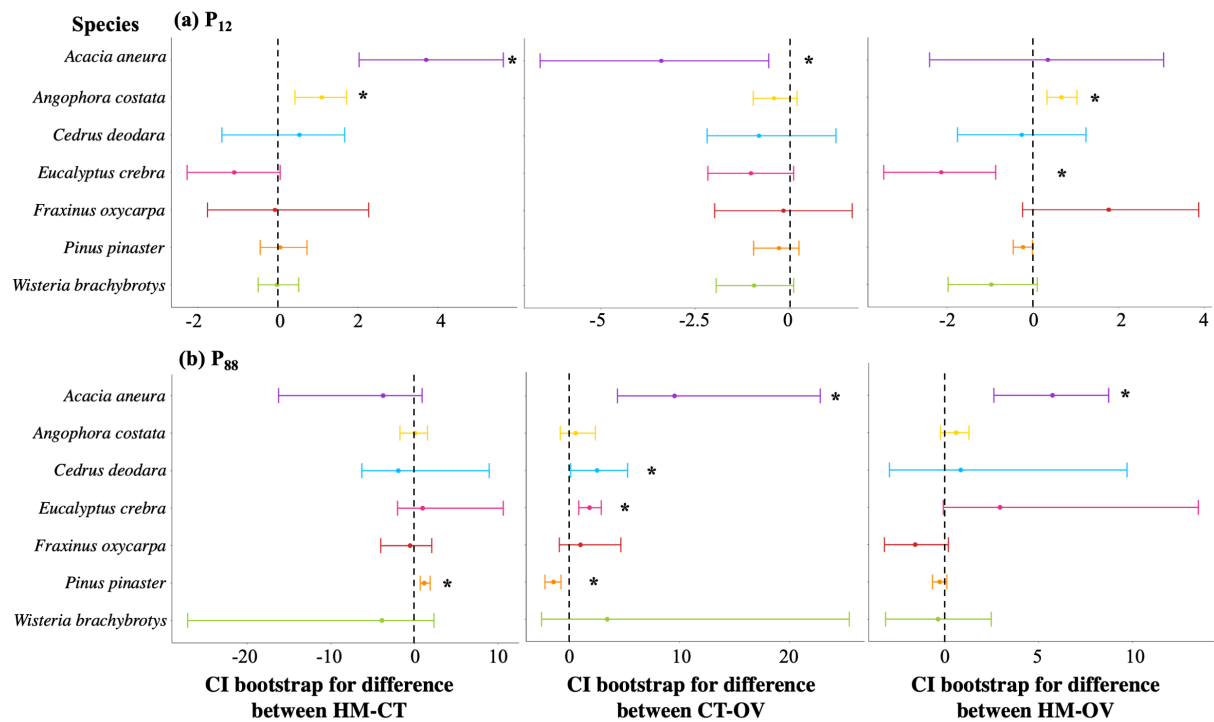 Species
(a) P12
Acacia aneura
*
*
Angophora costata
*
*
Cedrus deodara
Eucalyptus crebra
*
Fraxinus oxycarpa
Pinus pinaster
Wisteria brachybrotys
-2 0 2 4
-5 -2.5 0
-2 0 2 4
(b) P88
Acacia aneura
*
*
Angophora costata
Cedrus deodara
*
Eucalyptus crebra
*
Fraxinus oxycarpa
Pinus pinaster
*
*
Wisteria brachybrotys
-20 -10 0 10
0 10 20
0 5 10
CI bootstrap for difference
between HM-CT
CI bootstrap for difference
between CT-OV
CI bootstrap for difference
between HM-OV